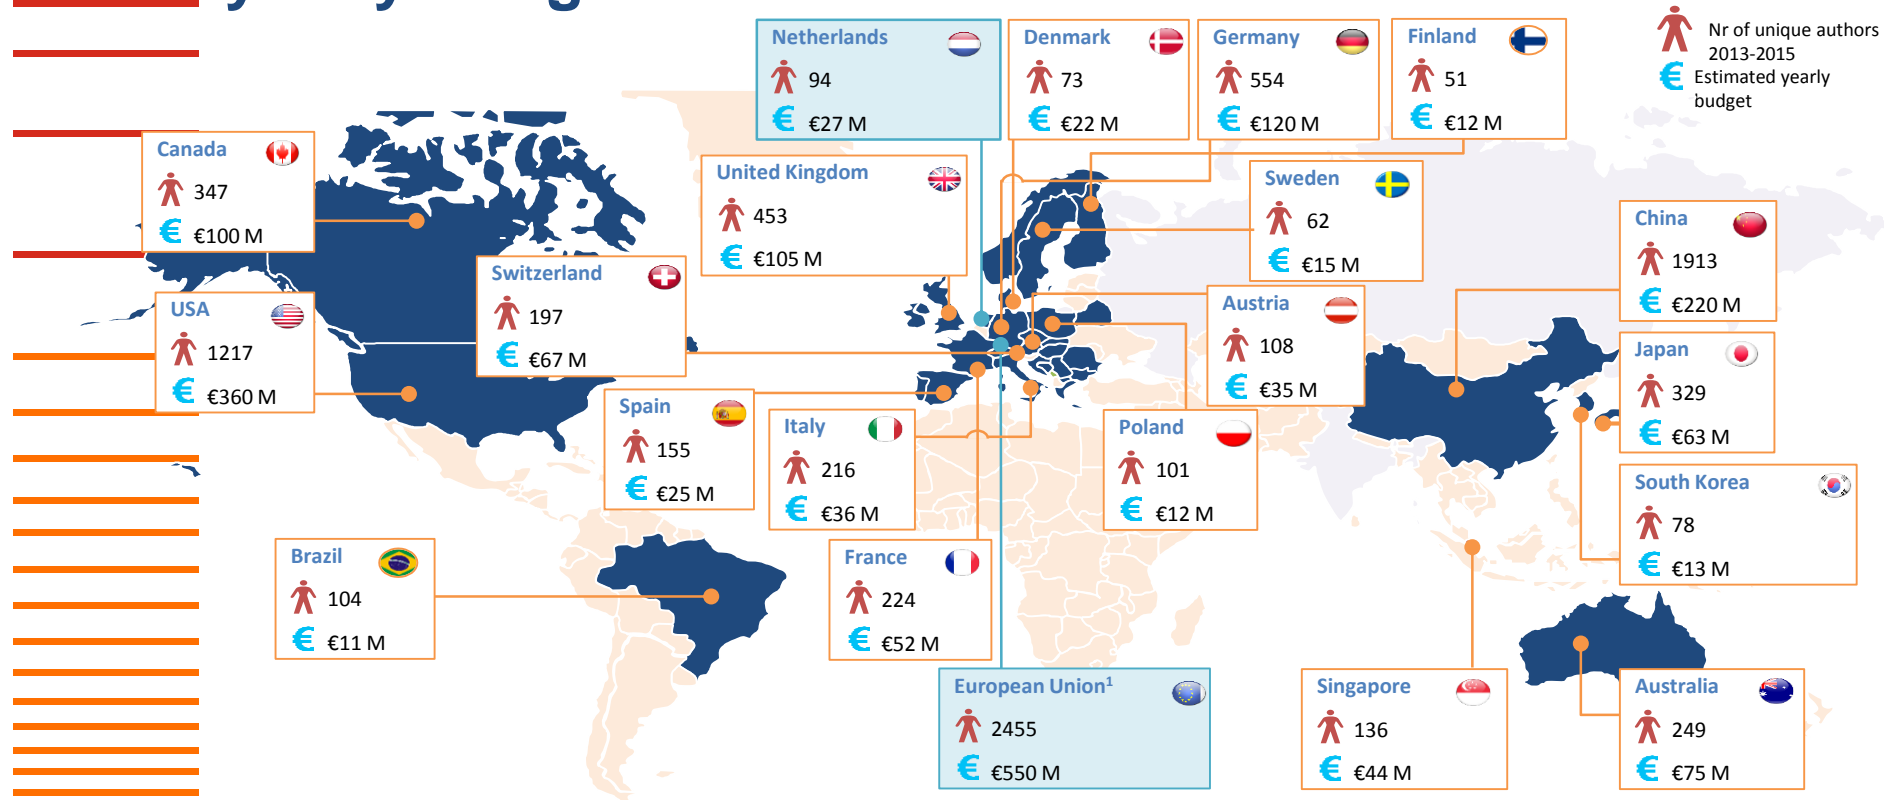 Nr of unique authors
2013-2015
Estimated yearly
budget
Netherlands
94
€27 M
Denmark
73
€22 M
Germany
554
€120 M
Finland
51
€12 M
Canada
347
€100 M
United Kingdom
453
€105 M
Sweden
62
€15 M
China
1913
€220 M
Switzerland
197
€67 M
USA
1217
€360 M
Austria
108
€35 M
Japan
329
€63 M
Spain
155
€25 M
Italy
216
€36 M
Poland
101
€12 M
South Korea
78
€13 M
Brazil
104
€11 M
France
224
€52 M
European Union¹
2455
€550 M
Singapore
136
€44 M
Australia
249
€75 M